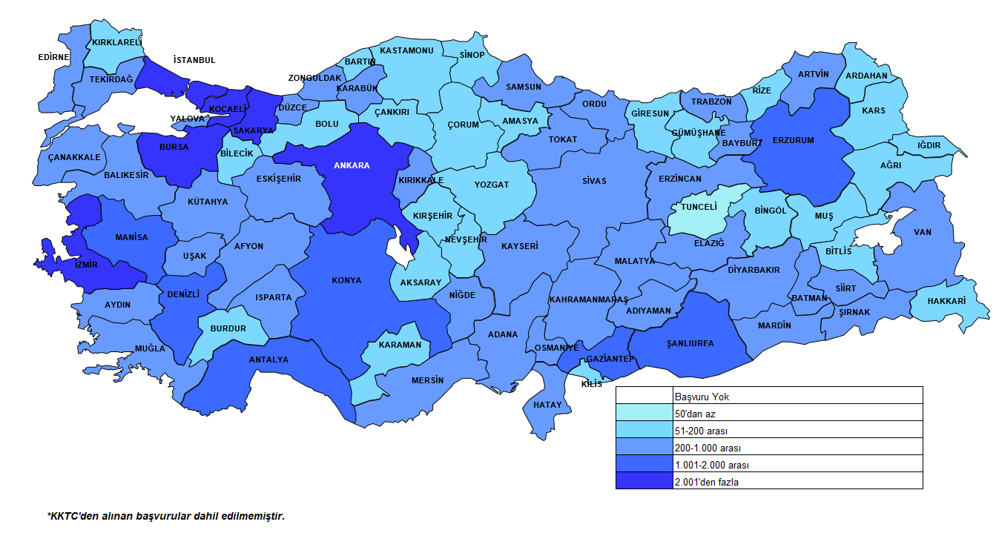 KIRKLARELİ
EDİRNE
İSTANBUL
TEKİRDAĞ
KASTAMONU
SİNOP
BARTIN
ZONGULDAK
KARABÜK
SAMSUN
ARTVİN
ARDAHAN
RİZE
TRABZON
ORDU
GİRESUN
KARS
KOCAELİ
DÜZCE
YALOVA
SAKARYA
BOLU
ÇANKIRI
ÇORUM
AMASYA
TOKAT
GÜMÜŞHANE
BAYBURT
ERZURUM
IĞDIR
BURSA
BİLECİK
ÇANAKKALE
BALIKESİR
ESKİŞEHİR
ANKARA
KIRIKKALE
YOZGAT
SİVAS
ERZİNCAN
AĞRI
KÜTAHYA
KIRŞEHİR
TUNCELİ
BİNGÖL
MUŞ
MANİSA
AFYON
UŞAK
NEVŞEHİR
KAYSERİ
ELAZIĞ
VAN
BİTLİS
İZMİR
KONYA
AKSARAY
MALATYA
DİYARBAKIR
DENİZLİ
ISPARTA
NİĞDE
KAHRAMANMARAŞ
SİİRT
BATMAN
HAKKARİ
AYDIN
BURDUR
ADIYAMAN
ŞIRNAK
MARDİN
MUĞLA
ANTALYA
KARAMAN
ADANA
OSMANİYE
GAZİANTEP
ŞANLIURFA
MERSİN
KİLİS
HATAY
Başvuru Yok
50'dan az
51-200 arası
200-1.000 arası
1.001-2.000 arası
2.001'den fazla
*KKTC'den alınan başvurular dahil edilmemiştir.